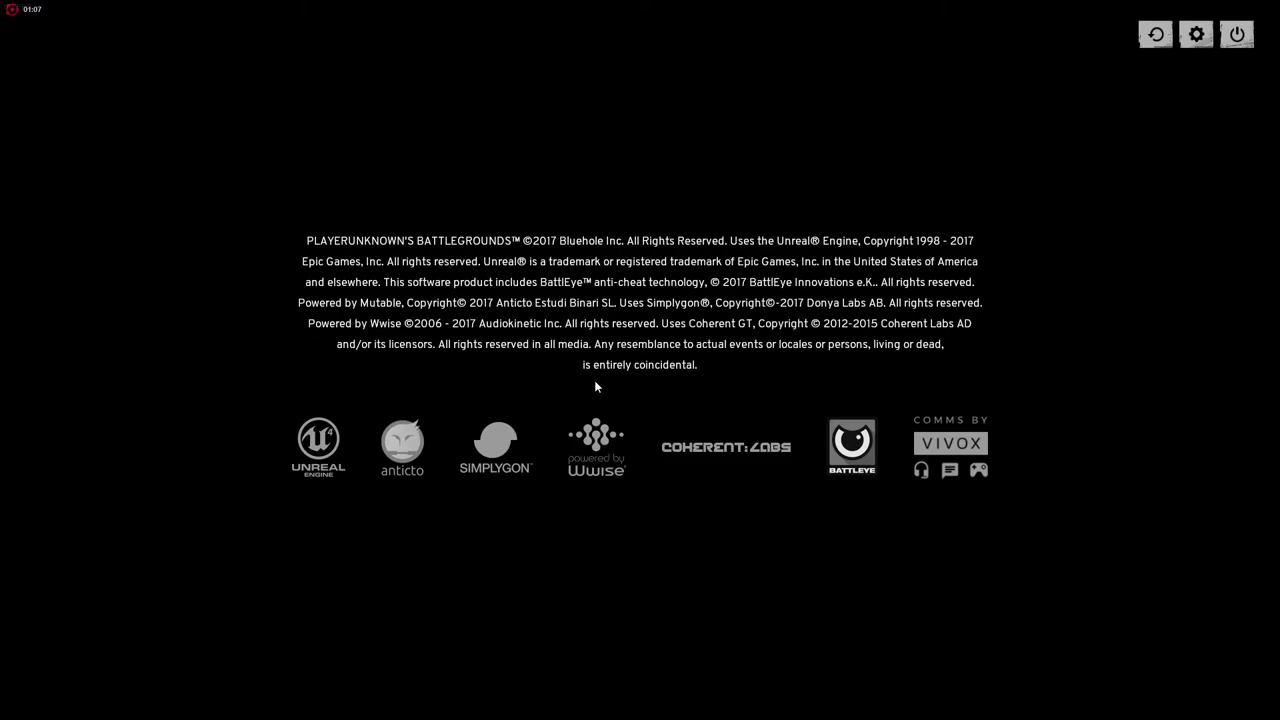 01:07
PLAYERUNKNOWN'S BATTLEGROUNDS™ ©2017 Bluehole Inc. All Rights Reserved. Uses the Unreal® Engine, Copyright 1998 - 2017
Epic Games, Inc. All rights reserved. Unreal® is a trademark or registered trademark of Epic Games, Inc. in the United States of America
and elsewhere. This software product includes BattlEye™ anti-cheat technology, © 2017 BattlEye Innovations e.K.. All rights reserved.
Powered by Mutable, Copyright© 2017 Anticto Estudi Binari SL. Uses Simplygon®, Copyright©-2017 Donya Labs AB. All rights reserved.
Powered by Wwise ©2006 - 2017 Audiokinetic Inc. All rights reserved. Uses Coherent GT, Copyright © 2012-2015 Coherent Labs AD
and/or its licensors. All rights reserved in all media. Any resemblance to actual events or locales or persons, living or dead,
is entirely coincidental.
4
UNREAL
ENGINE
anticto
SIMPLYGON™
powered by
Wwise®
COHERENT:LABS
BATTLEYE
COMMS BY
VIVOX